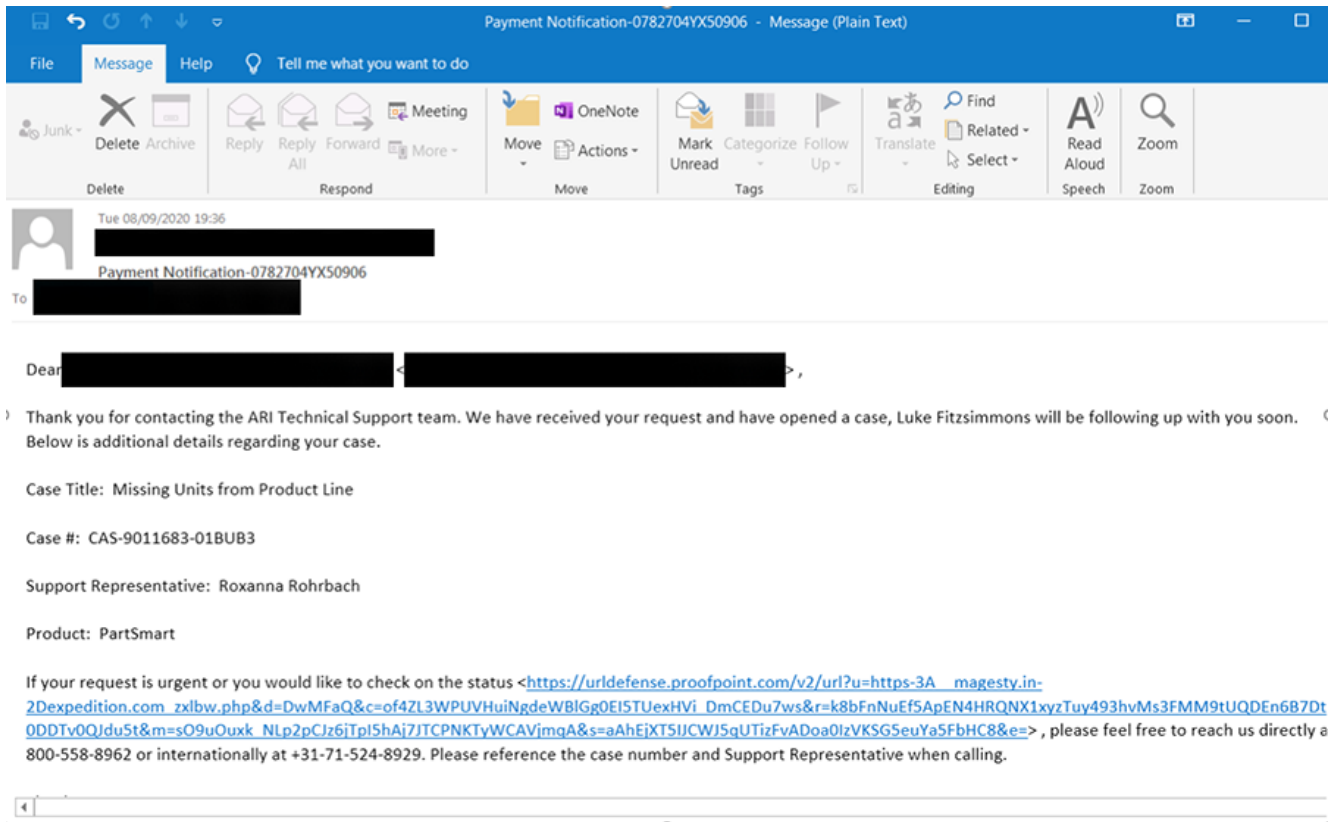 Payment Notification-0782704YX50906 - Message (Plain Text)
File Message Help Tell me what you want to do
Junk
Delete Archive
Reply Reply All Forward
Meeting
More
Move
OneNote
Actions
Mark Unread
Categorize
Follow Up
Translate
Find
Related
Select
Read Aloud
Zoom
Delete Respond Move Tags Editing Speech Zoom
Tue 08/09/2020 19:36
Payment Notification-0782704YX50906
To
Dear < > ,
Thank you for contacting the ARI Technical Support team. We have received your request and have opened a case, Luke Fitzsimmons will be following up with you soon.
Below is additional details regarding your case.
Case Title: Missing Units from Product Line
Case #: CAS-9011683-01BUB3
Support Representative: Roxanna Rohrbach
Product: PartSmart
If your request is urgent or you would like to check on the status <https://urldefense.proofpoint.com/v2/url?u=https-3A__magesty.in-
2Dexpedition.com_zxlbw.php&d=DwMFaQ&c=of4ZL3WPUVHuiNgdeWBlGg0EI5TUexHVi_DmCEDu7ws&r=k8bFnNuEf5ApEN4HRQNX1xyzTuy493hvMs3FMM9tUQDEn6B7Dt
0DDTv0QJdu5t&m=sO9uOuxk_NLp2pCJz6jTpI5hAj7JTCPNKTyWCAVjmqA&s=aAhEjXT5IJCWJ5qUTizFvADoa0IzVKSG5euYa5FbHC8&e=> , please feel free to reach us directly a
800-558-8962 or internationally at +31-71-524-8929. Please reference the case number and Support Representative when calling.